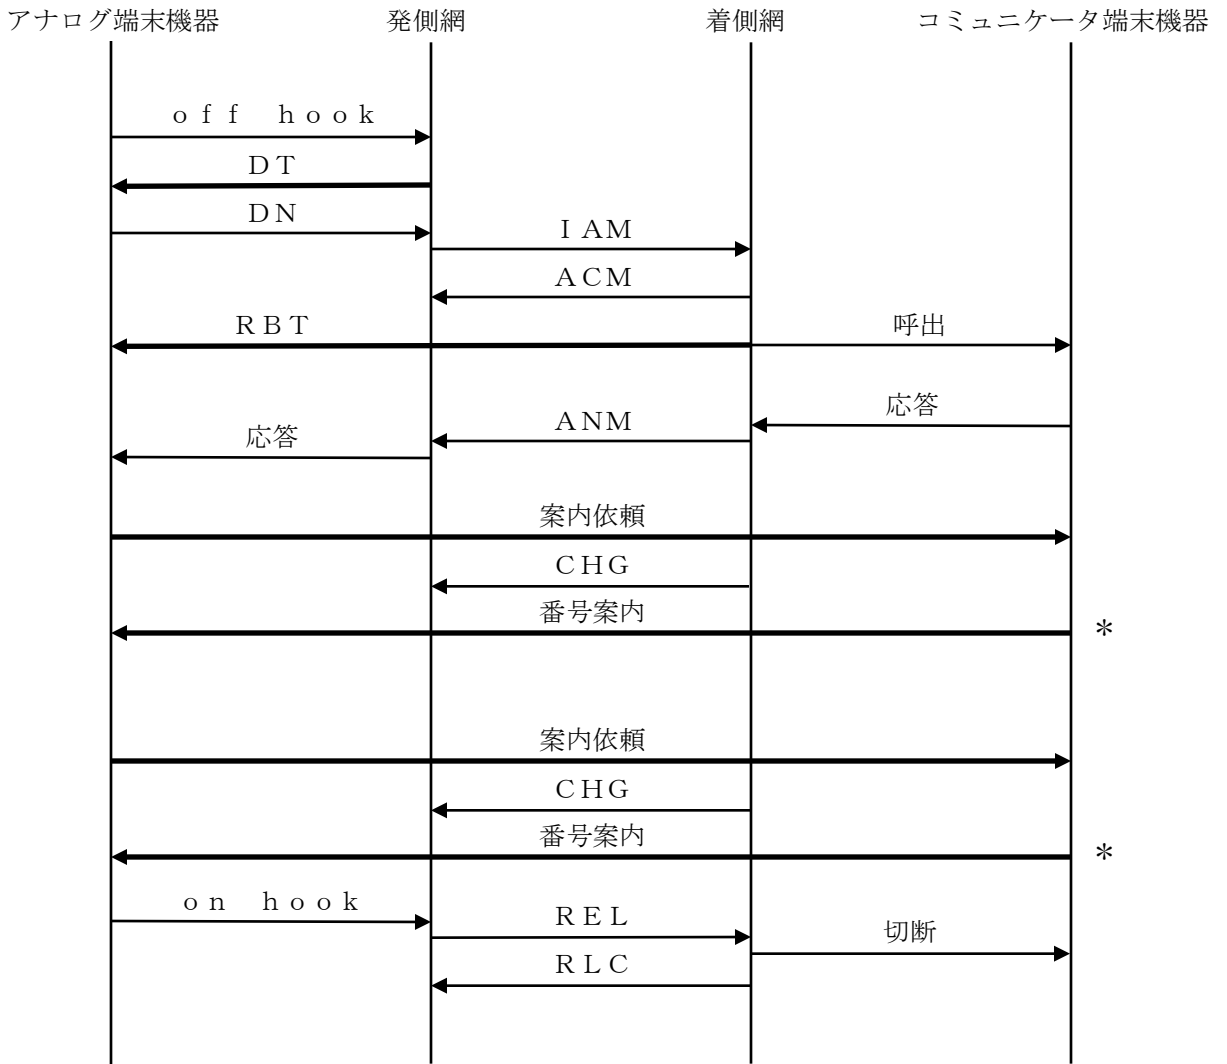 アナログ端末機器 発側網 着側網 コミュニケータ端末機器
ｏｆｆ ｈｏｏｋ
ＤＴ
ＤＮ
ＩＡＭ
ＡＣＭ
ＲＢＴ 呼出
応答
ＡＮＭ
応答
案内依頼
ＣＨＧ
番号案内
＊
案内依頼
ＣＨＧ
番号案内
＊
ｏｎ ｈｏｏｋ
ＲＥＬ
切断
ＲＬＣ